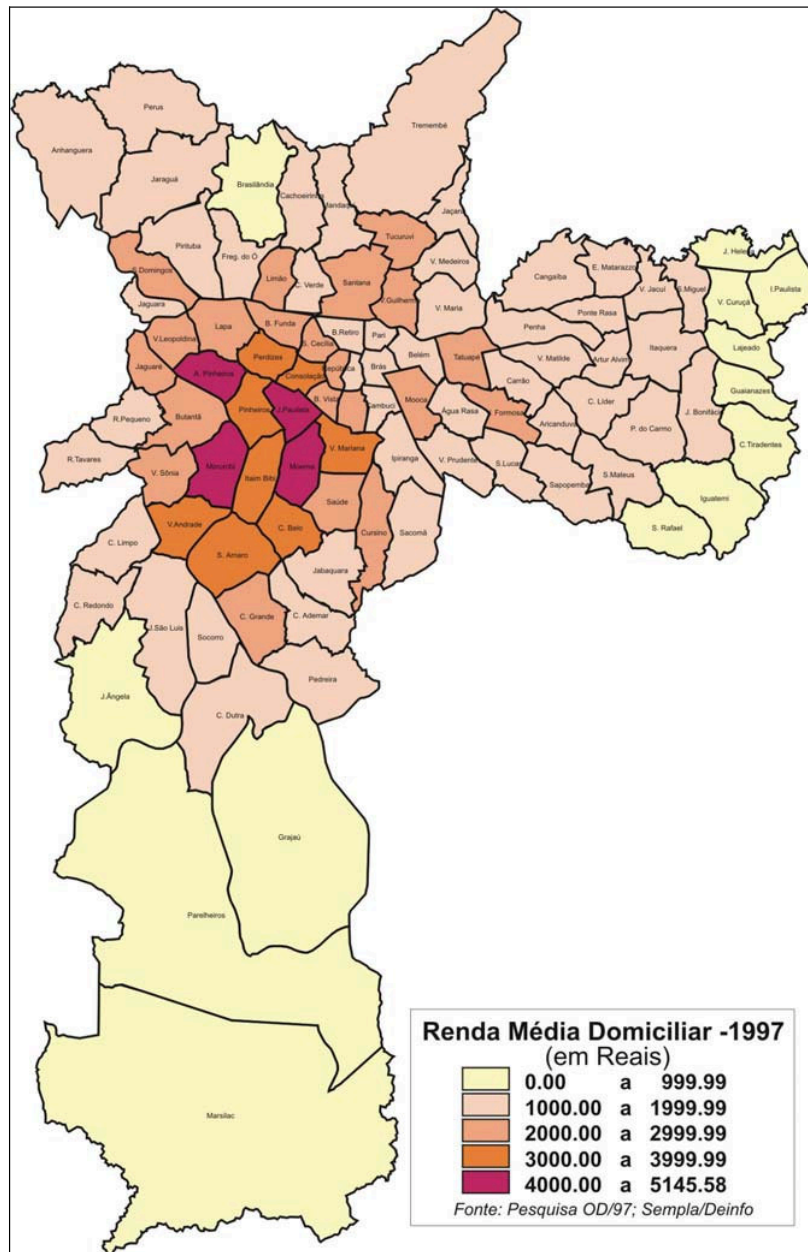 Perus
Tremembé
Anhanguera
Jaraguá
Brasilândia
Cachoeirinha
Mandaqui
Jaçanã
Tucuruvi
Pirituba
Freg. do Ó
V. Medeiros
J. Helena
S.Domingos
Limão
C. Verde
Santana
V.Guilherme
Cangaíba
E. Matarazzo
V. Jacuí
S.Miguel
V. Curuçá
I.Paulista
Jaguara
V. Maria
Ponte Rasa
V.Leopoldina
Lapa
B. Funda
S. Cecília
B.Retiro
Pari
Penha
Itaquera
Lajeado
Jaguaré
A. Pinheiros
Perdizes
Consolação
República
Brás
Belém
Tatuapé
V. Matilde
Artur Alvim
Carrão
Guaianazes
R.Pequeno
Butantã
Pinheiros
J.Paulista
B. Vista
Cambuci
Mooca
Água Rasa
Formosa
Aricanduva
C. Líder
P. do Carmo
J. Bonifácio
C.Tiradentes
R.Tavares
V. Sônia
Morumbi
Itaim Bibi
Moema
V. Mariana
Ipiranga
V. Prudente
S.Lucas
Sapopemba
S.Mateus
Iguatemi
S. Rafael
C. Limpo
V.Andrade
S. Amaro
C. Belo
Saúde
Cursino
Sacomã
C. Redondo
J.São Luis
Socorro
C. Grande
Jabaquara
C. Ademar
Pedreira
J.Ângela
C. Dutra
Grajaú
Parelheiros
Marsilac
Renda Média Domiciliar -1997
(em Reais)
0.00 a 999.99
1000.00 a 1999.99
2000.00 a 2999.99
3000.00 a 3999.99
4000.00 a 5145.58
Fonte: Pesquisa OD/97; Sempla/Deinfo